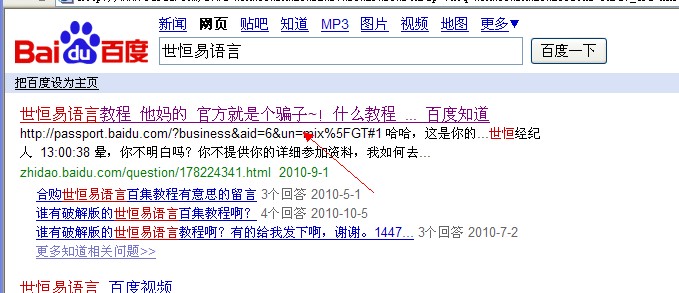 新闻 网页 贴吧 知道 MP3 图片 视频 地图 更多▼
Bai du 百度 世恒易语言 百度一下
把百度设为主页
世恒易语言教程 他妈的 官方就是个骗子~! 什么教程 ... 百度知道
http://passport.baidu.com/?business&aid=6&un=mix%5FGT#1 哈哈，这是你的...世恒经纪
人 13:00:38 晕，你不明白吗？你不提供你的详细参加资料，我如何去...
zhidao.baidu.com/question/178224341.html 2010-9-1
合购世恒易语言百集教程有意思的留言 3个回答 2010-5-1
谁有破解版的世恒易语言百集教程啊？ 4个回答 2010-10-5
谁有破解版的世恒易语言教程啊？有的给我发下啊，谢谢。1447... 3个回答 2010-7-2
更多知道相关问题>>
世恒易语言 百度视频